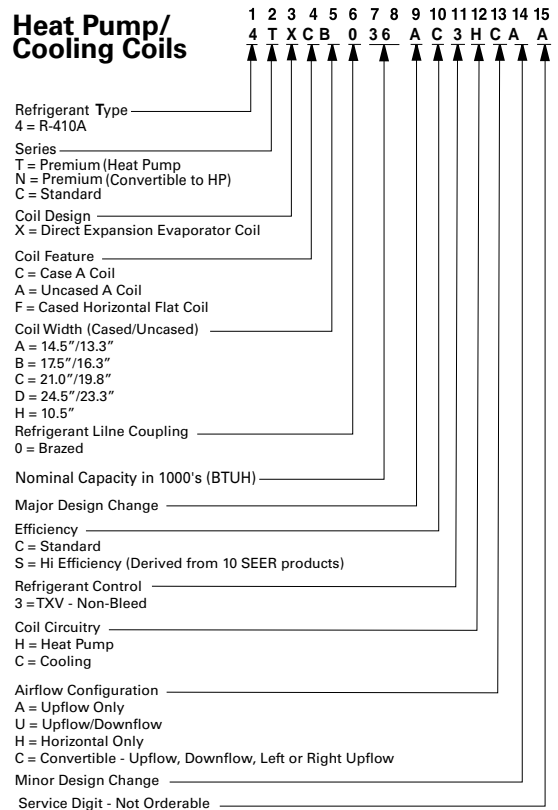 Heat Pump/
Cooling Coils
1 2 3 4 5 6 7 8 9 10 11 12 13 14 15
4 T X C B 0 3 6 A C 3 H C A A
Refrigerant Type
4 = R-410A
Series
T = Premium (Heat Pump
N = Premium (Convertible to HP)
C = Standard
Coil Design
X = Direct Expansion Evaporator Coil
Coil Feature
C = Case A Coil
A = Uncased A Coil
F = Cased Horizontal Flat Coil
Coil Width (Cased/Uncased)
A = 14.5"/13.3"
B = 17.5"/16.3"
C = 21.0"/19.8"
D = 24.5"/23.3"
H = 10.5"
Refrigerant Lilne Coupling
0 = Brazed
Nominal Capacity in 1000's (BTUH)
Major Design Change
Efficiency
C = Standard
S = Hi Efficiency (Derived from 10 SEER products)
Refrigerant Control
3 = TXV - Non-Bleed
Coil Circuitry
H = Heat Pump
C = Cooling
Airflow Configuration
A = Upflow Only
U = Upflow/Downflow
H = Horizontal Only
C = Convertible - Upflow, Downflow, Left or Right Upflow
Minor Design Change
Service Digit - Not Orderable